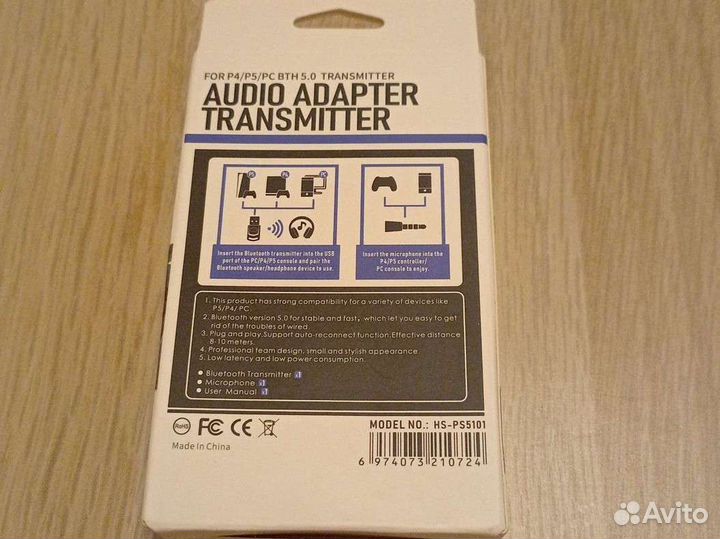 FOR P4/P5/PC BTH 5.0 TRANSMITTER
AUDIO ADAPTER
TRANSMITTER
P5
P4
PC
Insert the Bluetooth transmitter into the USB
port of the PC/P4/P5 console and pair the
Bluetooth speaker/headphone device to use.
Insert the microphone into the
P4/P5 controller/
PC console to enjoy.
1. This product has strong compatibility for a variety of devices like
P5/P4/ PC.
2. Bluetooth version 5.0 for stable and fast, which let you easy to get
rid of the troubles of wired.
3. Plug and play. Support auto-reconnect function. Effective distance
8-10 meters.
4. Professional team design, small and stylish appearance.
5. Low latency and low power consumption.
● Bluetooth Transmitter x1
● Microphone x1
● User Manual x1
RoHS FC CE
MODEL NO.: HS-PS5101
Made In China
6 974073 210724
Avito